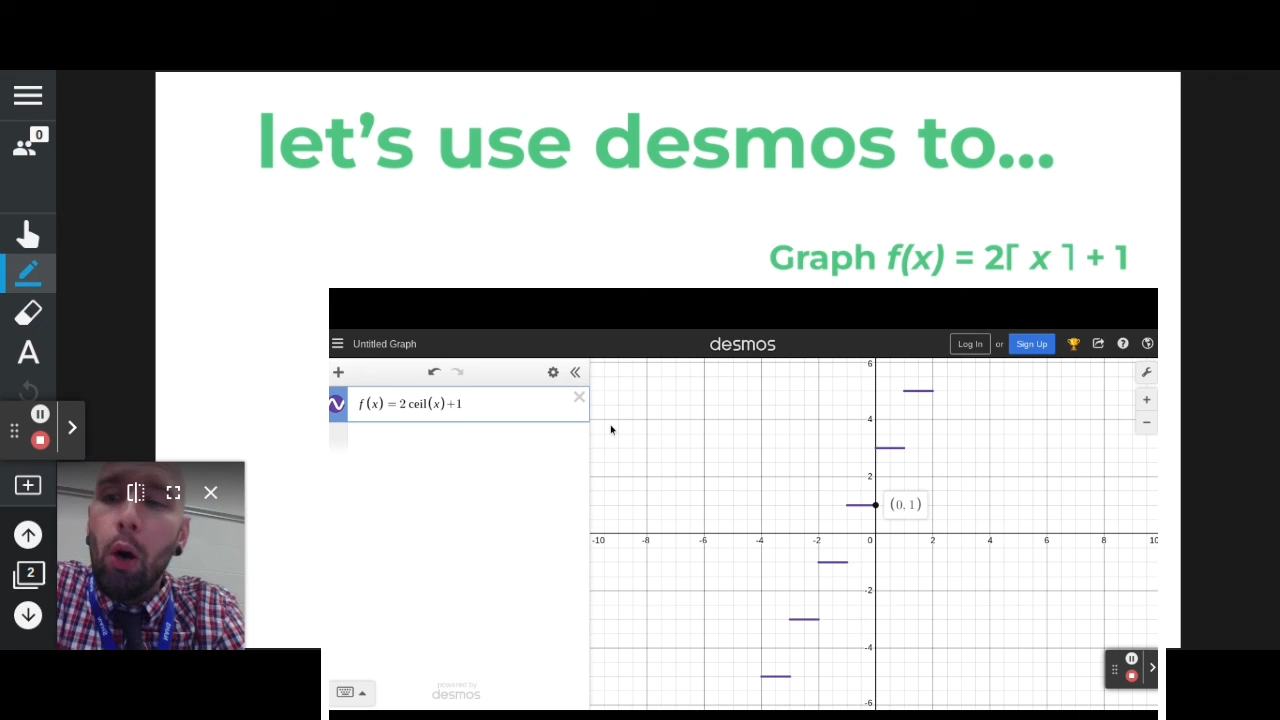 let's use desmos to...
0
Graph f(x) = 2⌈ x ⌉ + 1
Untitled Graph
desmos
Log In or Sign Up
f(x) = 2 ceil(x)+1
6
4
2
(0, 1)
-10 -8 -6 -4 -2 0 2 4 6 8 10
-2
-4
-6
A
2
powered by
desmos